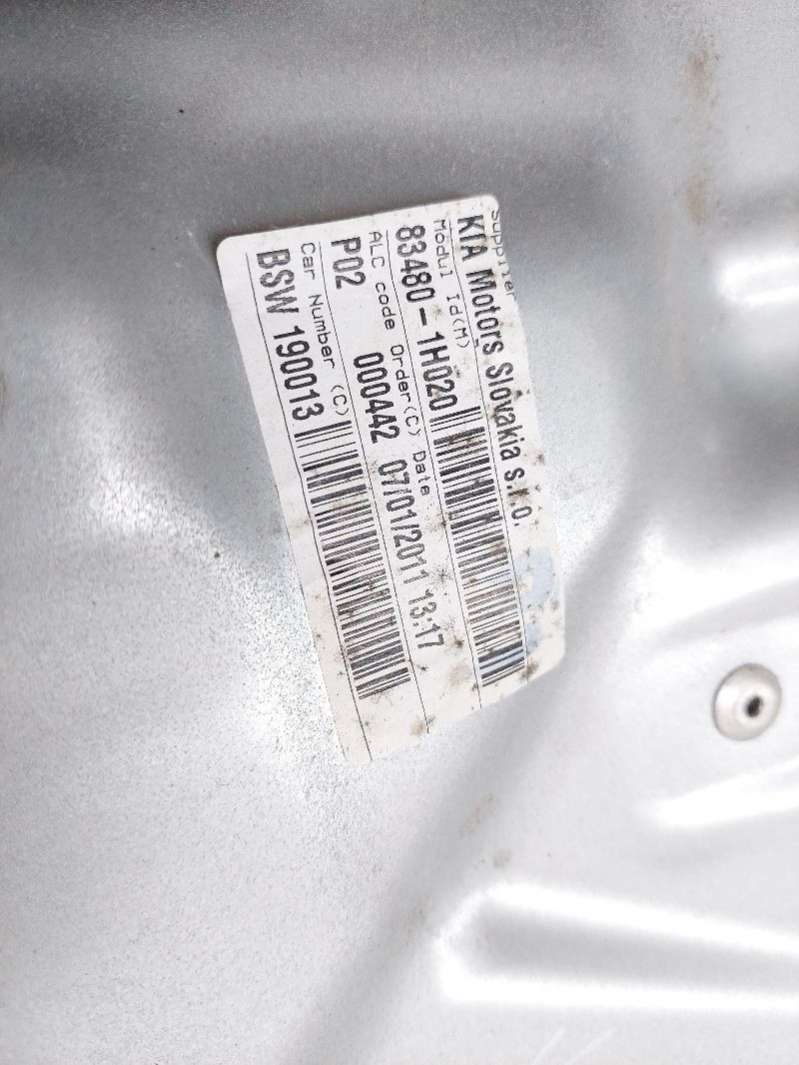 Supplier
KIA Motors Slovakia s.r.o.
Modul Id(M)
83480-1H020
ALC code Order(C) Date
P02 000442 07/01/2011 13:17
Car Number (C)
BSW 190013